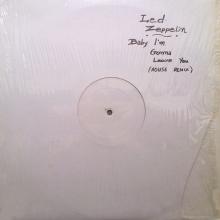 Led
Zeppelin
Baby I'm
Gonna
Leave You
(HOUSE REMIX)